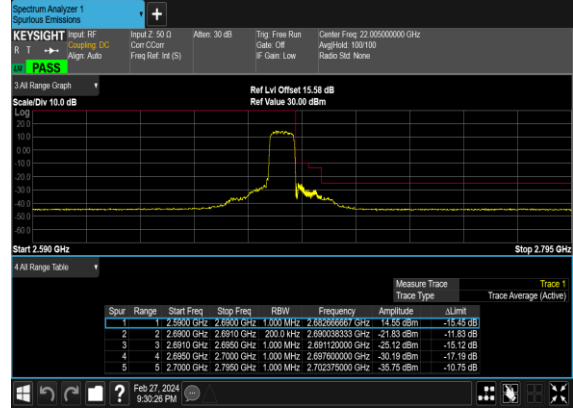 Spectrum Analyzer 1
Spurious Emissions
KEYSIGHT Input: RF Input Z: 50 Ω Atten: 30 dB Trig: Free Run Center Freq: 22.005000000 GHz
R T Coupling: DC Corr CCorr Gate: Off Avg|Hold: 100/100
Align: Auto Freq Ref: Int (S) IF Gain: Low Radio Std: None
PASS
3 All Range Graph
Ref Lvl Offset 15.58 dB
Scale/Div 10.0 dB Ref Value 30.00 dBm
Log
20.0
10.0
0.00
-10.0
-20.0
-30.0
-40.0
-50.0
-60.0
Start 2.590 GHz Stop 2.795 GHz
4 All Range Table
Measure Trace Trace 1
Trace Type Trace Average (Active)
Spur Range Start Freq Stop Freq RBW Frequency Amplitude ΔLimit
1 1 2.5900 GHz 2.6900 GHz 1.000 MHz 2.682666667 GHz 14.55 dBm -15.45 dB
2 2 2.6900 GHz 2.6910 GHz 200.0 kHz 2.690038333 GHz -21.83 dBm -11.83 dB
3 3 2.6910 GHz 2.6950 GHz 1.000 MHz 2.691120000 GHz -25.12 dBm -15.12 dB
4 4 2.6950 GHz 2.7000 GHz 1.000 MHz 2.697600000 GHz -30.19 dBm -17.19 dB
5 5 2.7000 GHz 2.7950 GHz 1.000 MHz 2.702375000 GHz -35.75 dBm -10.75 dB
? Feb 27, 2024
9:30:26 PM